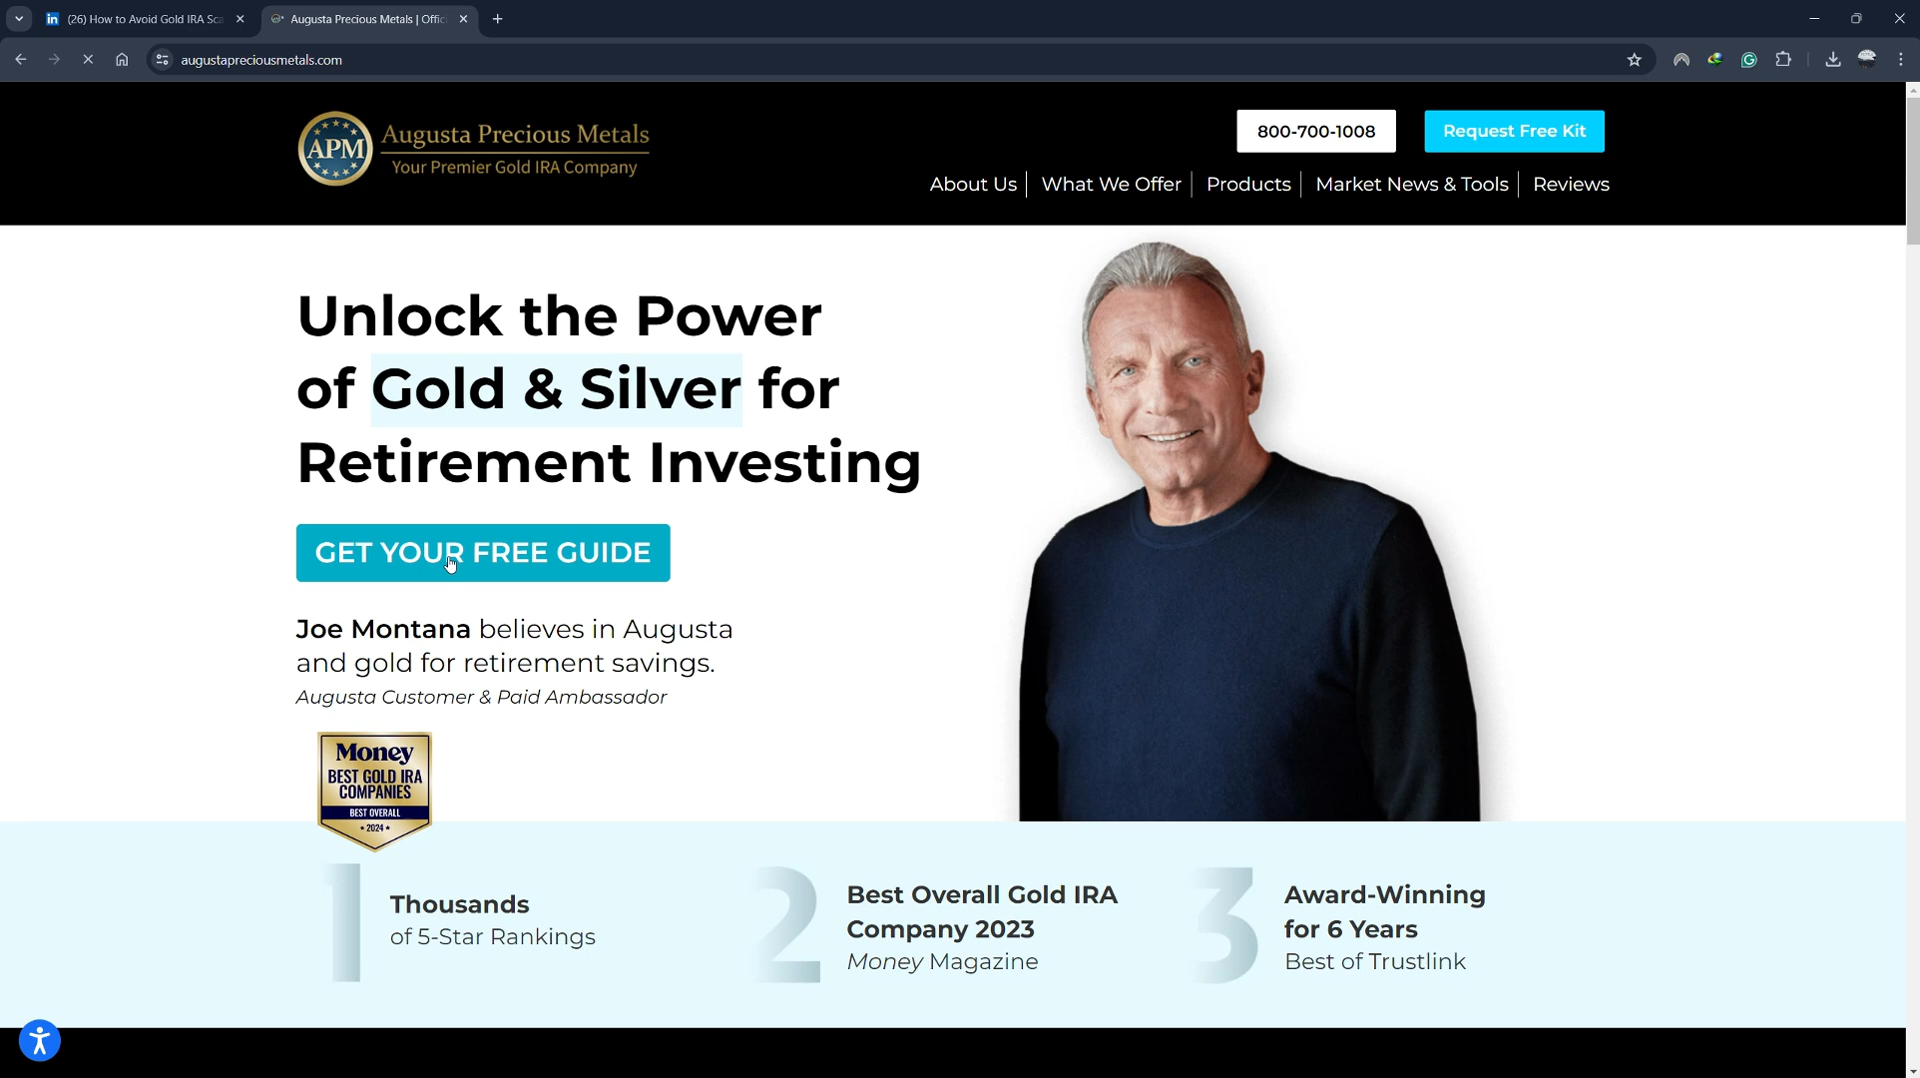 (26) How to Avoid Gold IRA Sca
Augusta Precious Metals | Offic
augustapreciousmetals.com
APM
Augusta Precious Metals
Your Premier Gold IRA Company
800-700-1008
Request Free Kit
About Us
What We Offer
Products
Market News & Tools
Reviews
Unlock the Power
of Gold & Silver for
Retirement Investing
GET YOUR FREE GUIDE
Joe Montana believes in Augusta
and gold for retirement savings.
Augusta Customer & Paid Ambassador
Money
BEST GOLD IRA
COMPANIES
BEST OVERALL
2024
1
Thousands
of 5-Star Rankings
2
Best Overall Gold IRA
Company 2023
Money Magazine
3
Award-Winning
for 6 Years
Best of Trustlink